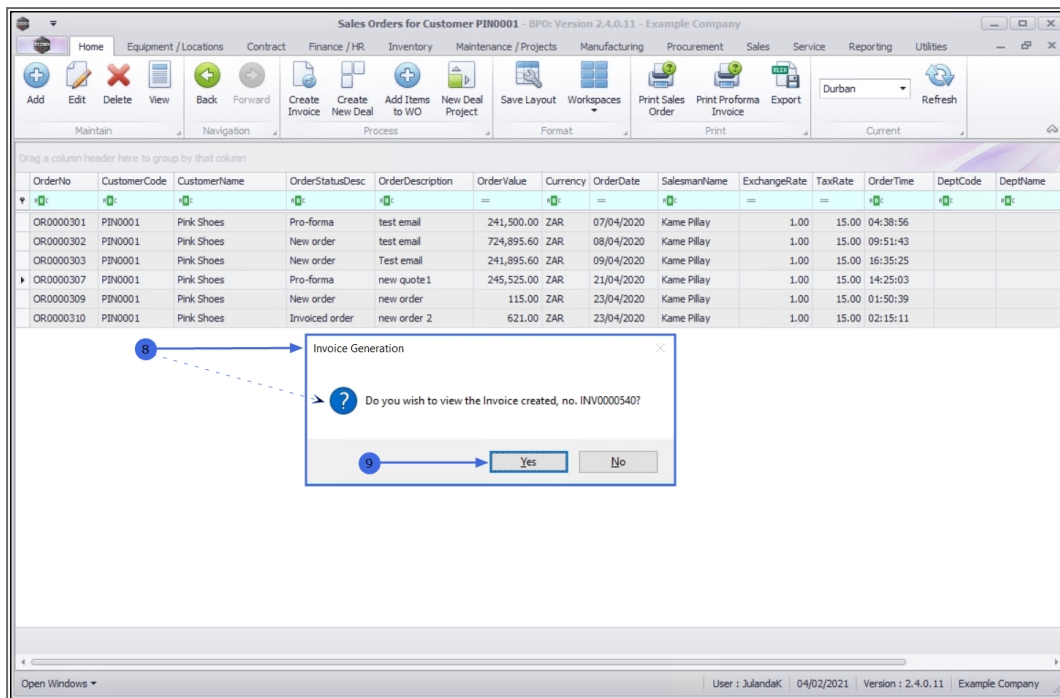 Sales Orders for Customer PIN0001 - BPO: Version 2.4.0.11 - Example Company
Home Equipment / Locations Contract Finance / HR Inventory Maintenance / Projects Manufacturing Procurement Sales Service Reporting Utilities
Add Edit Delete View Back Forward Create Invoice Create New Deal Add Items to WO New Deal Project Save Layout Workspaces Print Sales Order Print Proforma Invoice Export Durban Refresh
Maintain Navigation Process Format Print Current
Drag a column header here to group by that column
OrderNo CustomerCode CustomerName OrderStatusDesc OrderDescription OrderValue Currency OrderDate SalesmanName ExchangeRate TaxRate OrderTime DeptCode DeptName
OR0000301 PIN0001 Pink Shoes Pro-forma test email 241,500.00 ZAR 07/04/2020 Kame Pillay 1.00 15.00 04:38:56
OR0000302 PIN0001 Pink Shoes New order test email 724,895.60 ZAR 08/04/2020 Kame Pillay 1.00 15.00 09:51:43
OR0000303 PIN0001 Pink Shoes New order Test email 241,895.60 ZAR 09/04/2020 Kame Pillay 1.00 15.00 16:35:25
OR0000307 PIN0001 Pink Shoes Pro-forma new quote1 245,525.00 ZAR 21/04/2020 Kame Pillay 1.00 15.00 14:25:03
OR0000309 PIN0001 Pink Shoes New order new order 115.00 ZAR 23/04/2020 Kame Pillay 1.00 15.00 01:50:39
OR0000310 PIN0001 Pink Shoes Invoiced order new order 2 621.00 ZAR 23/04/2020 Kame Pillay 1.00 15.00 02:15:11
8 Invoice Generation
Do you wish to view the Invoice created, no. INV0000540?
9 Yes No
Open Windows User : JulandaK 04/02/2021 Version : 2.4.0.11 Example Company